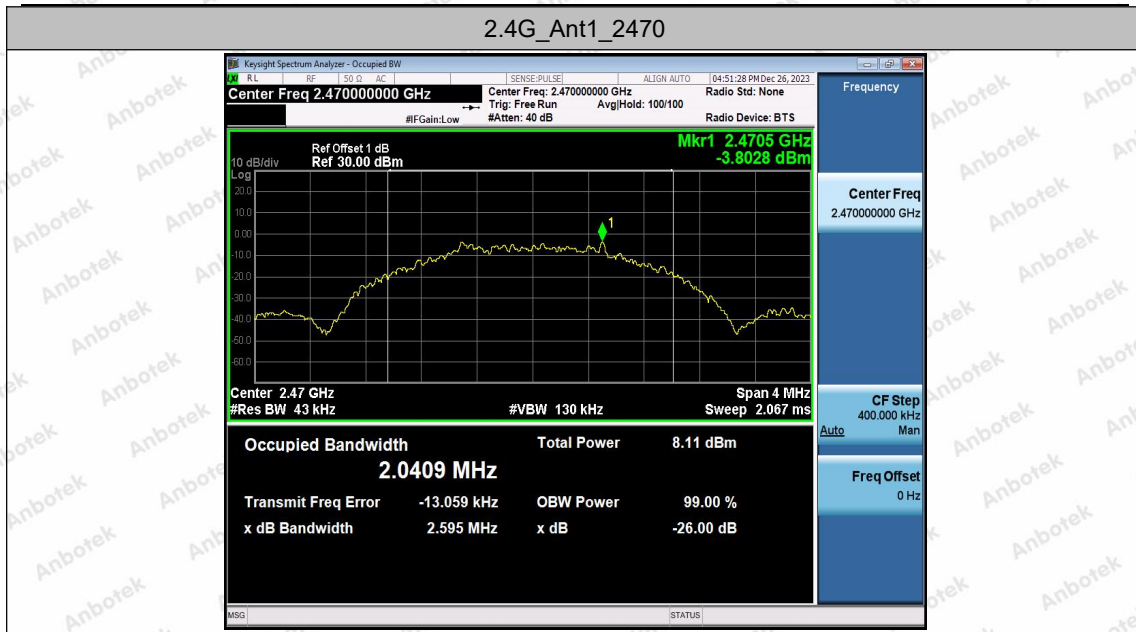 2.4G_Ant1_2470
Keysight Spectrum Analyzer - Occupied BW
LXI RL RF 50 Ω AC SENSE:PULSE ALIGN AUTO 04:51:28 PM Dec 26, 2023
Center Freq 2.470000000 GHz
Center Freq: 2.470000000 GHz
Radio Std: None
Trig: Free Run Avg|Hold: 100/100
#IFGain:Low #Atten: 40 dB Radio Device: BTS
Frequency
Mkr1 2.4705 GHz
-3.8028 dBm
Ref Offset 1 dB
10 dB/div Ref 30.00 dBm
Log
20.0
10.0
0.00
-10.0
-20.0
-30.0
-40.0
-50.0
-60.0
1
Center 2.47 GHz Span 4 MHz
#Res BW 43 kHz #VBW 130 kHz Sweep 2.067 ms
Occupied Bandwidth Total Power 8.11 dBm
2.0409 MHz
Transmit Freq Error -13.059 kHz OBW Power 99.00 %
x dB Bandwidth 2.595 MHz x dB -26.00 dB
Center Freq
2.470000000 GHz
CF Step
400.000 kHz
Auto Man
Freq Offset
0 Hz
MSG STATUS
Anbotek